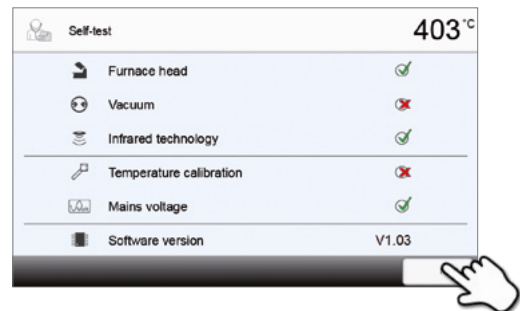 Self-test 403°C
Furnace head
Vacuum
Infrared technology
Temperature calibration
Mains voltage
Software version V1.03